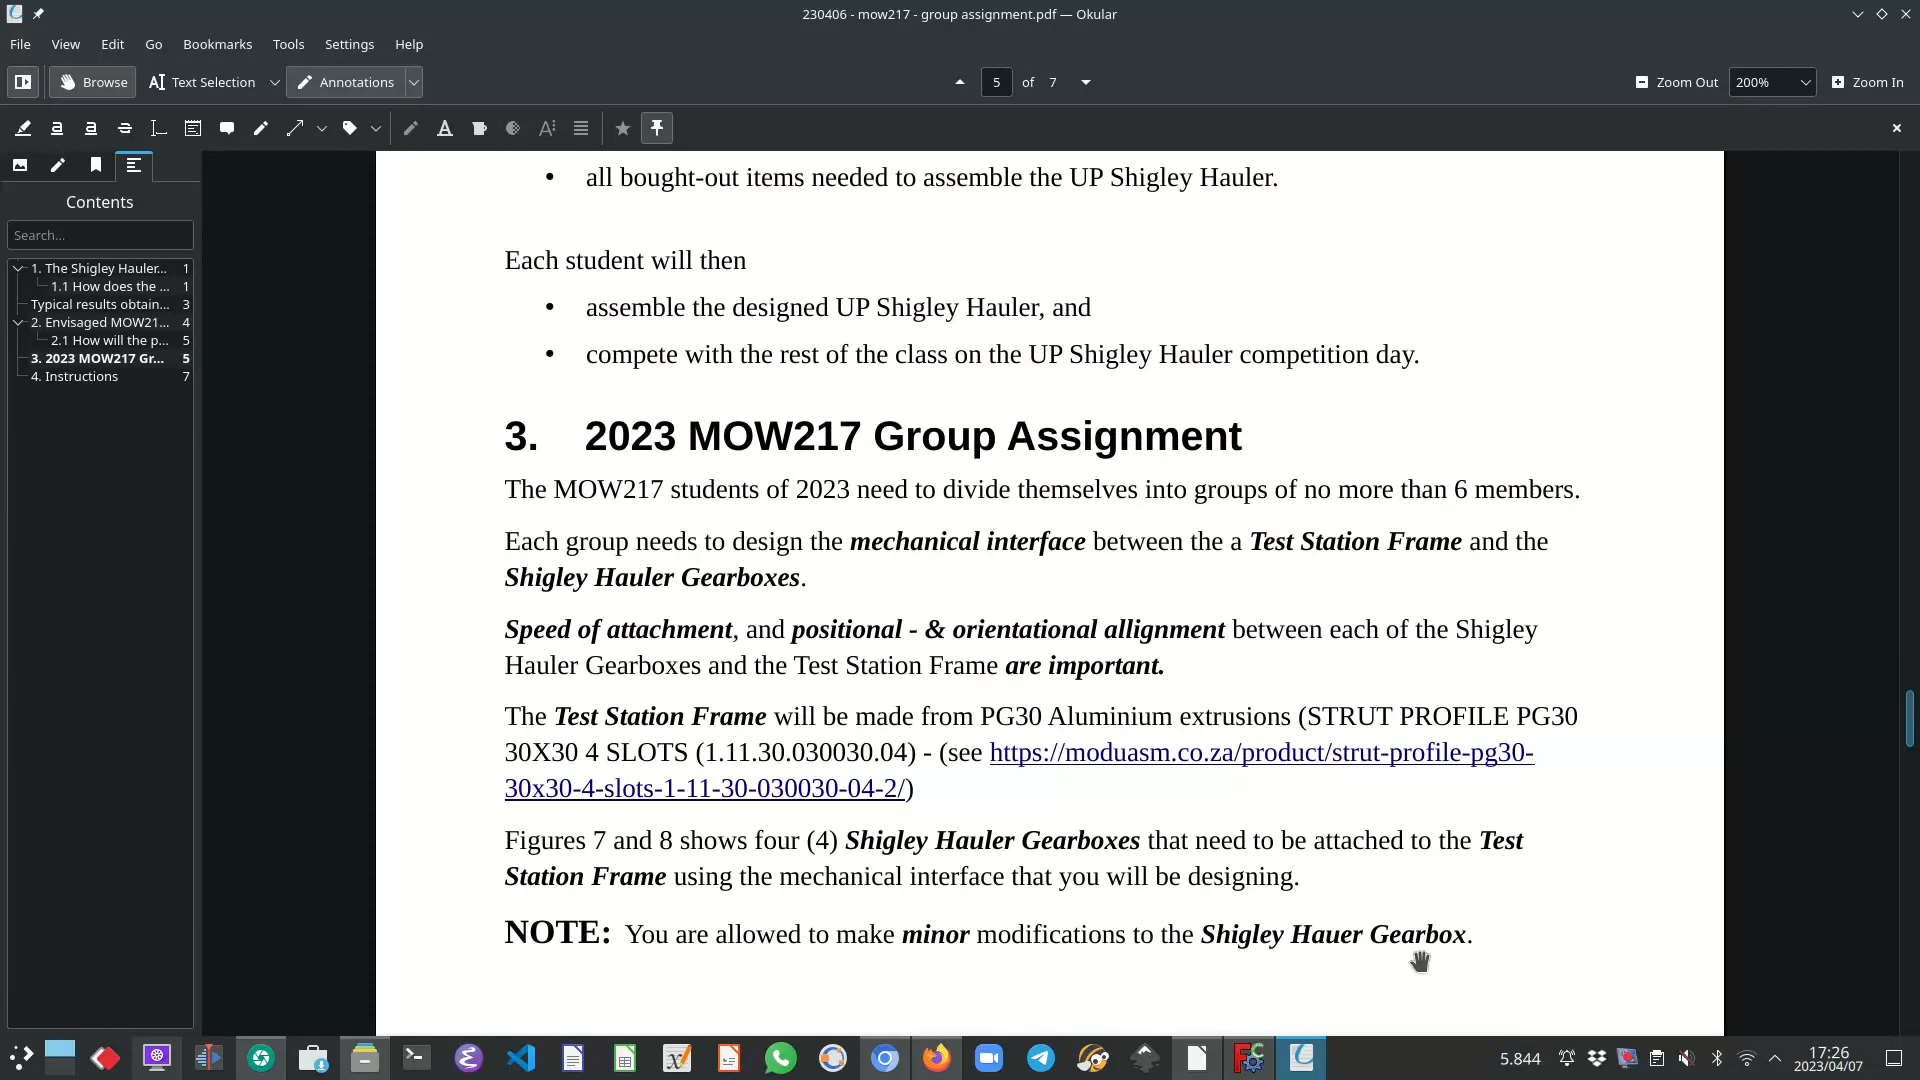 230406 - mow217 - group assignment.pdf — Okular
File View Edit Go Bookmarks Tools Settings Help
Browse Text Selection Annotations 5 of 7 Zoom Out 200% Zoom In
Contents
Search...
1. The Shigley Hauler... 1
1.1 How does the ... 1
Typical results obtain... 3
2. Envisaged MOW21... 4
2.1 How will the p... 5
3. 2023 MOW217 Gr... 5
4. Instructions 7
• all bought-out items needed to assemble the UP Shigley Hauler.
Each student will then
• assemble the designed UP Shigley Hauler, and
• compete with the rest of the class on the UP Shigley Hauler competition day.
3. 2023 MOW217 Group Assignment
The MOW217 students of 2023 need to divide themselves into groups of no more than 6 members.
Each group needs to design the mechanical interface between the a Test Station Frame and the
Shigley Hauler Gearboxes.
Speed of attachment, and positional - & orientational allignment between each of the Shigley
Hauler Gearboxes and the Test Station Frame are important.
The Test Station Frame will be made from PG30 Aluminium extrusions (STRUT PROFILE PG30
30X30 4 SLOTS (1.11.30.030030.04) - (see https://moduasm.co.za/product/strut-profile-pg30-
30x30-4-slots-1-11-30-030030-04-2/)
Figures 7 and 8 shows four (4) Shigley Hauler Gearboxes that need to be attached to the Test
Station Frame using the mechanical interface that you will be designing.
NOTE: You are allowed to make minor modifications to the Shigley Hauer Gearbox.
5.844 17:26
2023/04/07